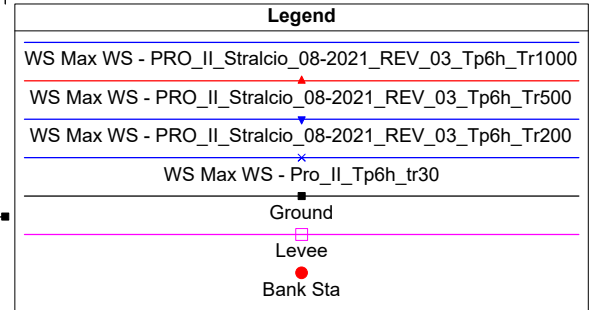 Legend
WS Max WS - PRO_II_Stralcio_08-2021_REV_03_Tp6h_Tr1000
WS Max WS - PRO_II_Stralcio_08-2021_REV_03_Tp6h_Tr500
WS Max WS - PRO_II_Stralcio_08-2021_REV_03_Tp6h_Tr200
WS Max WS - Pro_II_Tp6h_tr30
Ground
Levee
Bank Sta